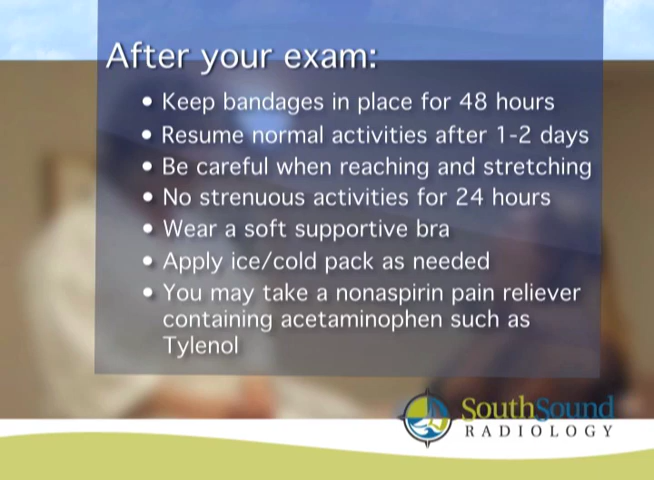 After your exam:
• Keep bandages in place for 48 hours
• Resume normal activities after 1-2 days
• Be careful when reaching and stretching
• No strenuous activities for 24 hours
• Wear a soft supportive bra
• Apply ice/cold pack as needed
• You may take a nonaspirin pain reliever
containing acetaminophen such as
Tylenol
SouthSound
RADIOLOGY